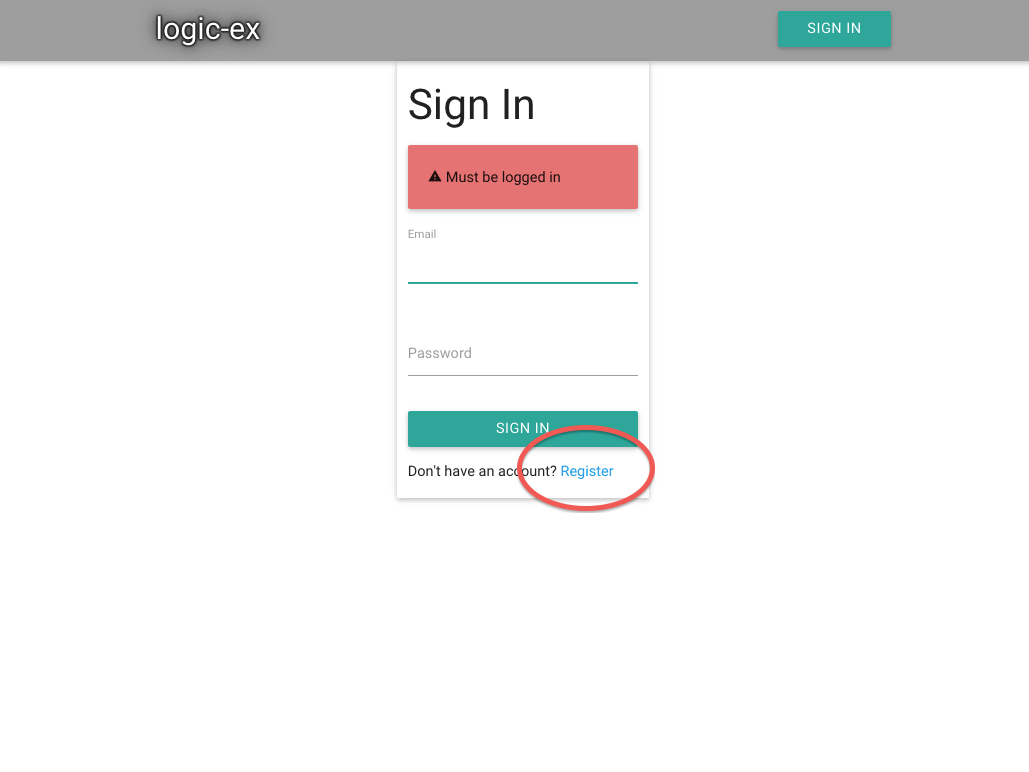 logic-ex
SIGN IN
Sign In
Must be logged in
Email
Password
SIGN IN
Don't have an account? Register